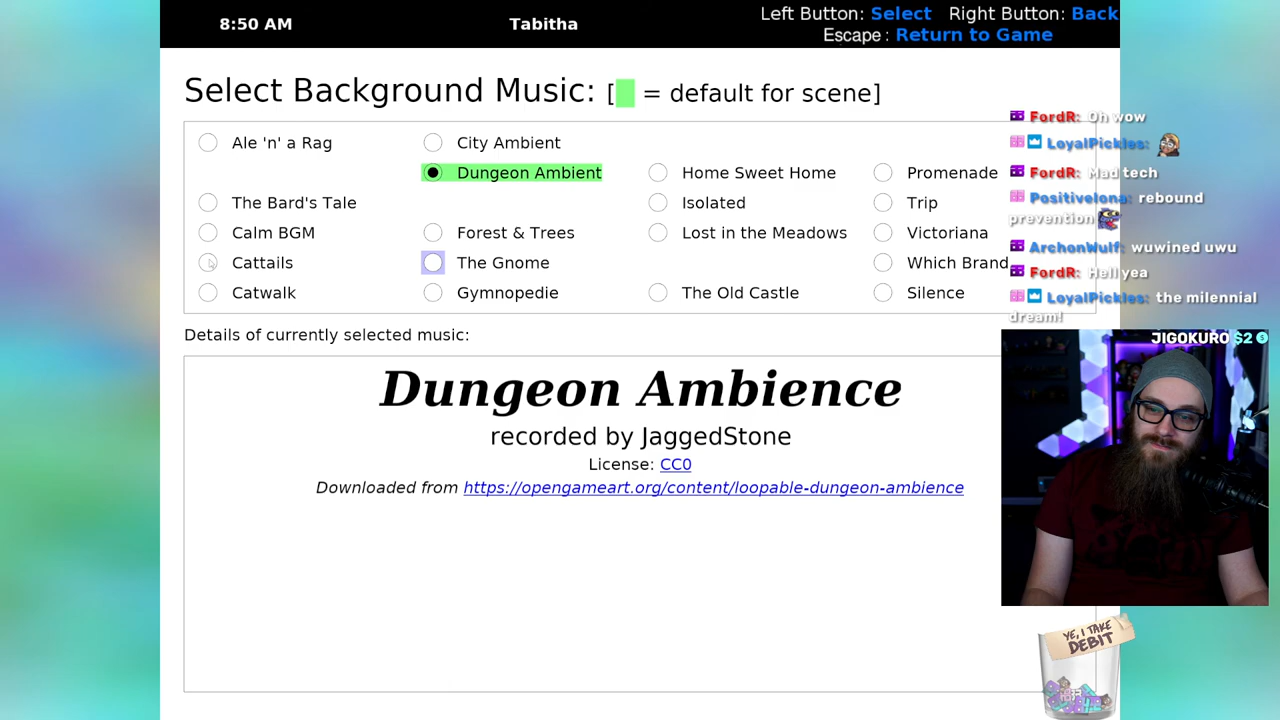 8:50 AM
Tabitha
Left Button: Select Right Button: Back
Escape : Return to Game
Select Background Music: [ = default for scene]
Ale 'n' a Rag
City Ambient
Dungeon Ambient
Home Sweet Home
Promenade
The Bard's Tale
Isolated
Trip
Calm BGM
Forest & Trees
Lost in the Meadows
Victoriana
Cattails
The Gnome
Which Brand
Catwalk
Gymnopedie
The Old Castle
Silence
Details of currently selected music:
Dungeon Ambience
recorded by JaggedStone
License: CC0
Downloaded from https://opengameart.org/content/loopable-dungeon-ambience
FordR: Oh wow
LoyalPickles:
FordR: Mad tech
PositiveIona: rebound
prevention
ArchonWulf: wuwined uwu
FordR: Hell yea
LoyalPickles: the milennial
dream!
JIGOKURO $2
YE, I TAKE
DEBIT